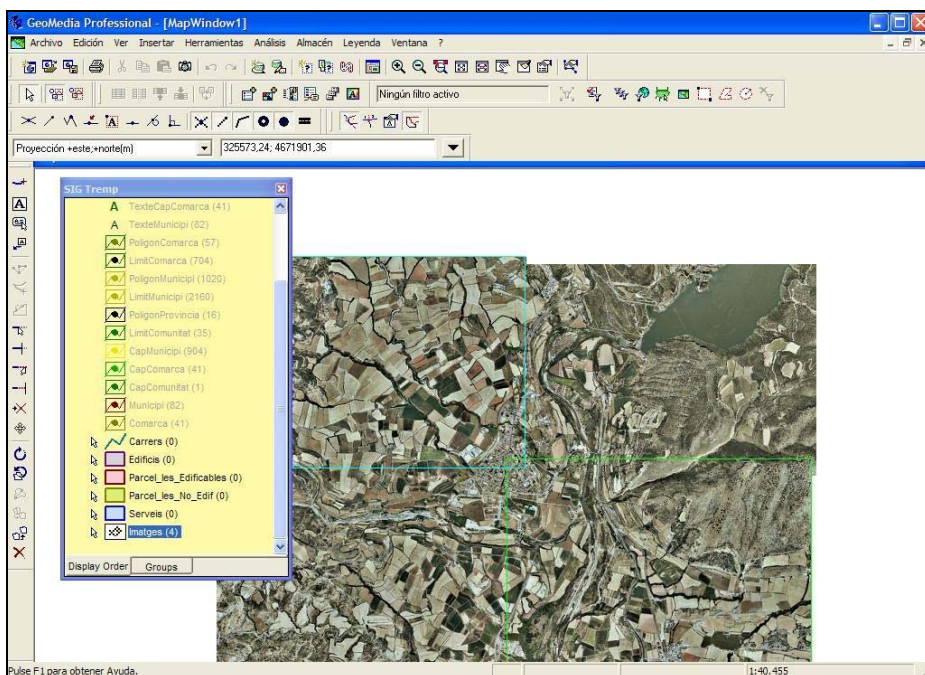 GeoMedia Professional - [MapWindow1]
Archivo Edición Ver Insertar Herramientas Análisis Almacén Leyenda Ventana ?
Ningún filtro activo
Proyección +este;+norte(m) 325573,24; 4671901,36
SIG Tremp
A TexteCapComarca (41)
A TexteMunicipi (82)
PoligonComarca (57)
LimitComarca (704)
PoligonMunicipi (1020)
LimitMunicipi (2160)
PoligonProvincia (16)
LimitComunitat (35)
CapMunicipi (904)
CapComarca (41)
CapComunitat (1)
Municipi (82)
Comarca (41)
Carrers (0)
Edificis (0)
Parcel_les_Edificables (0)
Parcel_les_No_Edif (0)
Serveis (0)
Imatges (4)
Display Order Groups
Pulse F1 para obtener Ayuda. 1:40.455